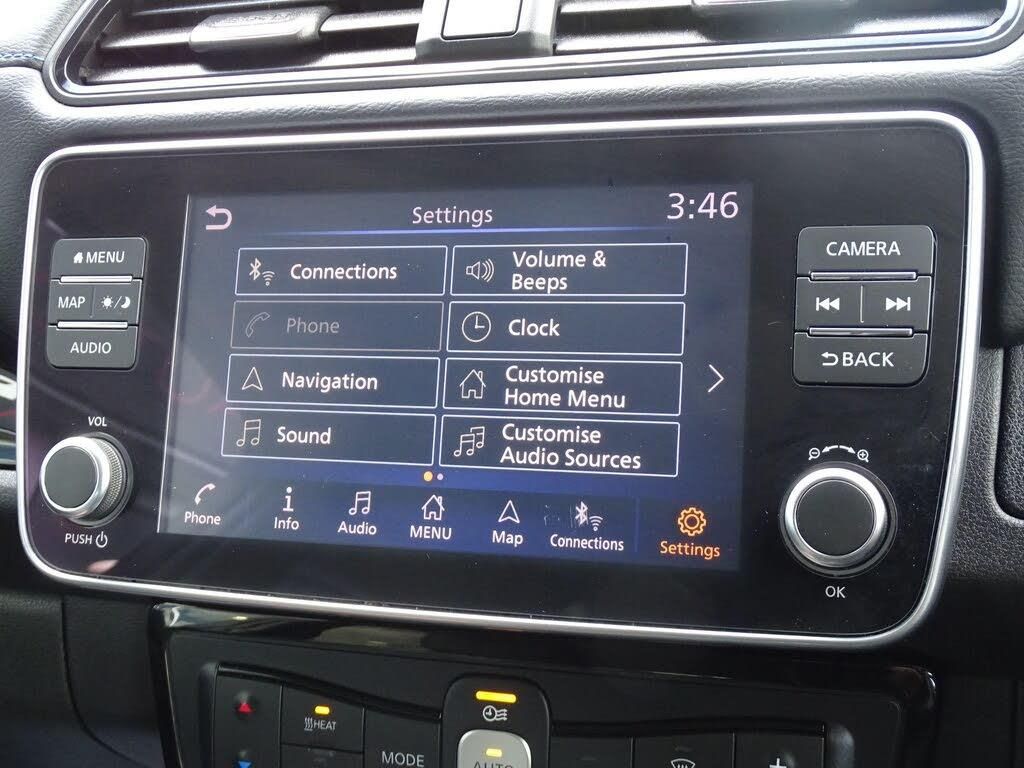 Settings
3:46
Connections
Volume &
Beeps
Phone
Clock
Navigation
Customise
Home Menu
Sound
Customise
Audio Sources
Phone
Info
Audio
MENU
Map
Connections
Settings
MENU
MAP
AUDIO
VOL
PUSH
CAMERA
BACK
OK
HEAT
MODE
AUTO